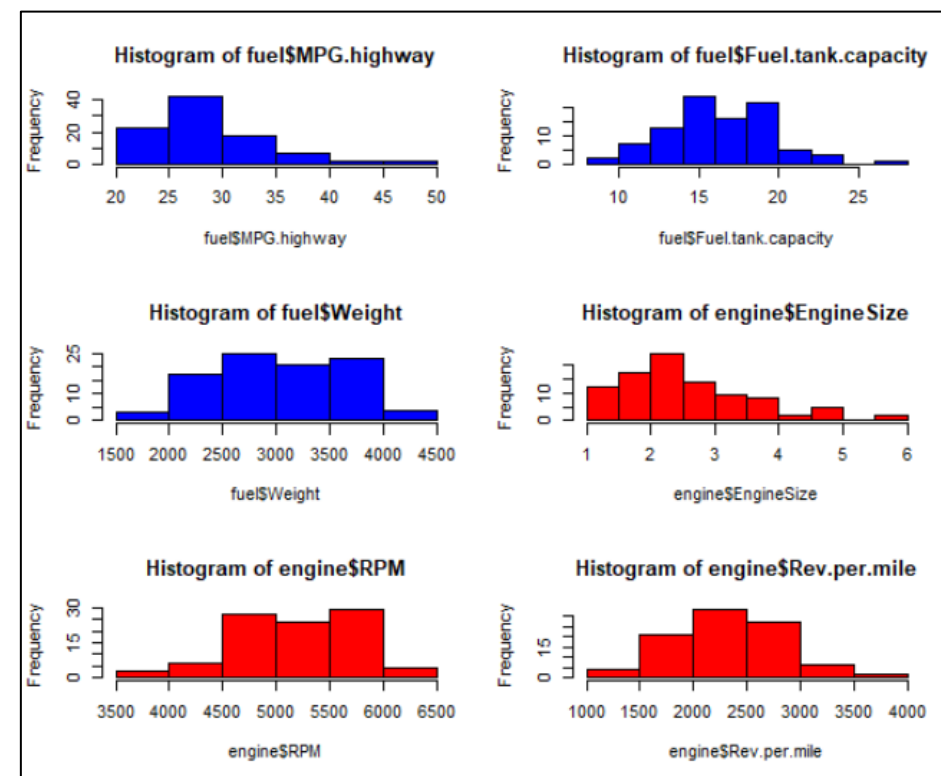 Histogram of fuel$MPG.highway
Frequency
0 20 40
20 25 30 35 40 45 50
fuel$MPG.highway
Histogram of fuel$Fuel.tank.capacity
Frequency
0 10
10 15 20 25
fuel$Fuel.tank.capacity
Histogram of fuel$Weight
Frequency
0 10 25
1500 2000 2500 3000 3500 4000 4500
fuel$Weight
Histogram of engine$EngineSize
Frequency
0 10
1 2 3 4 5 6
engine$EngineSize
Histogram of engine$RPM
Frequency
0 15 30
3500 4000 4500 5000 5500 6000 6500
engine$RPM
Histogram of engine$Rev.per.mile
Frequency
0 15
1000 1500 2000 2500 3000 3500 4000
engine$Rev.per.mile